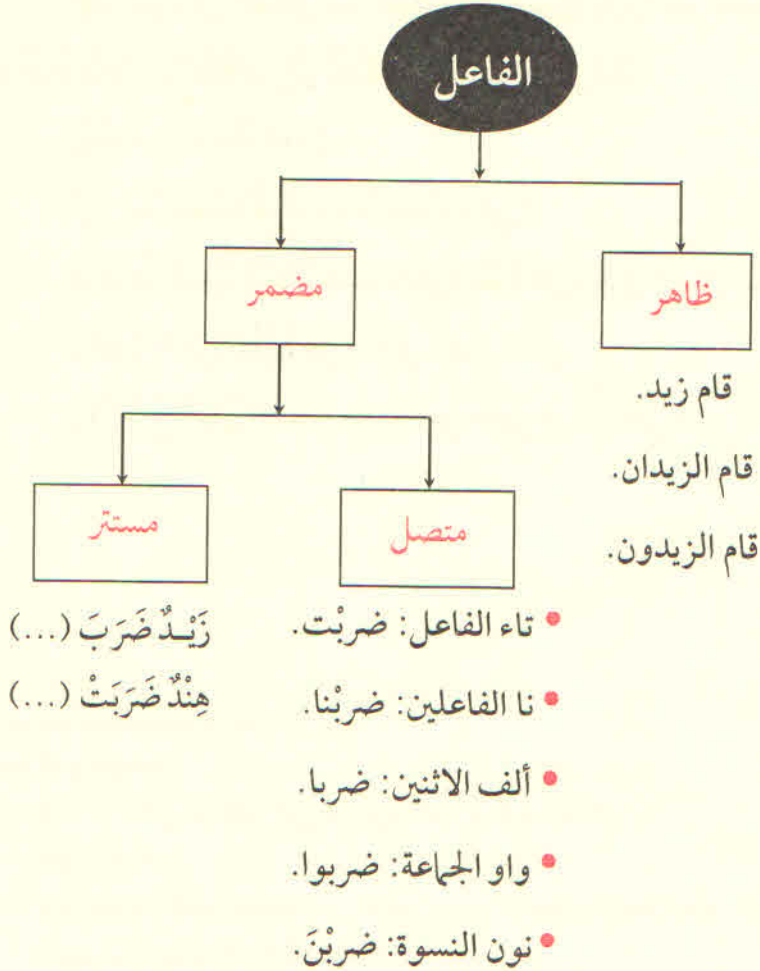 الفاعل
ظاهر
مضمر
قام زيد.
قام الزيدان.
قام الزيدون.
متصل
مستتر
• تاء الفاعل: ضربْت.
• نا الفاعلين: ضربْنا.
• ألف الاثنين: ضربا.
• واو الجماعة: ضربوا.
• نون النسوة: ضربْنَ.
زَيْـدٌ ضَرَبَ (...)
هِنْدٌ ضَرَبَتْ (...)